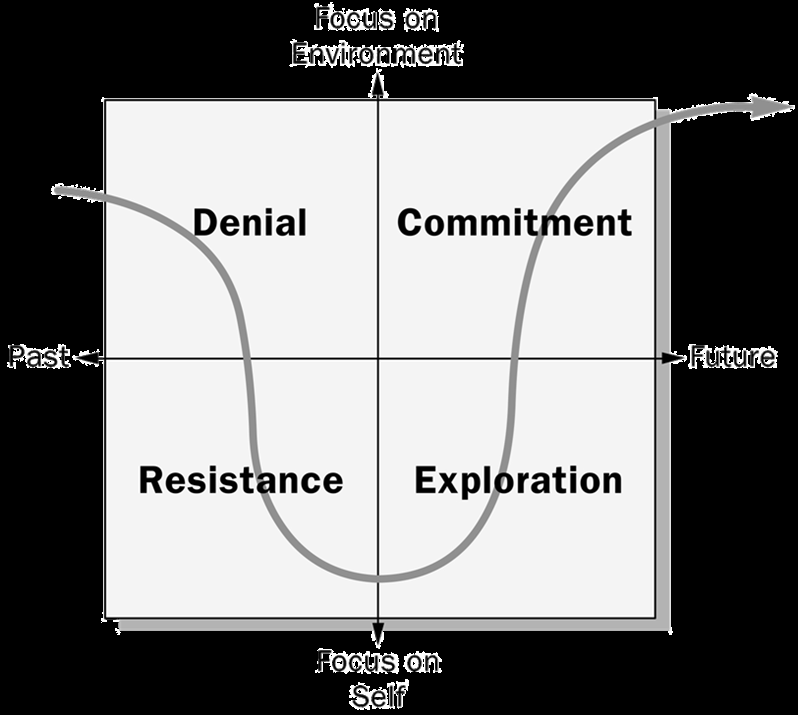 Focus on
Environment
Denial
Commitment
Past
Future
Resistance
Exploration
Focus on
Self